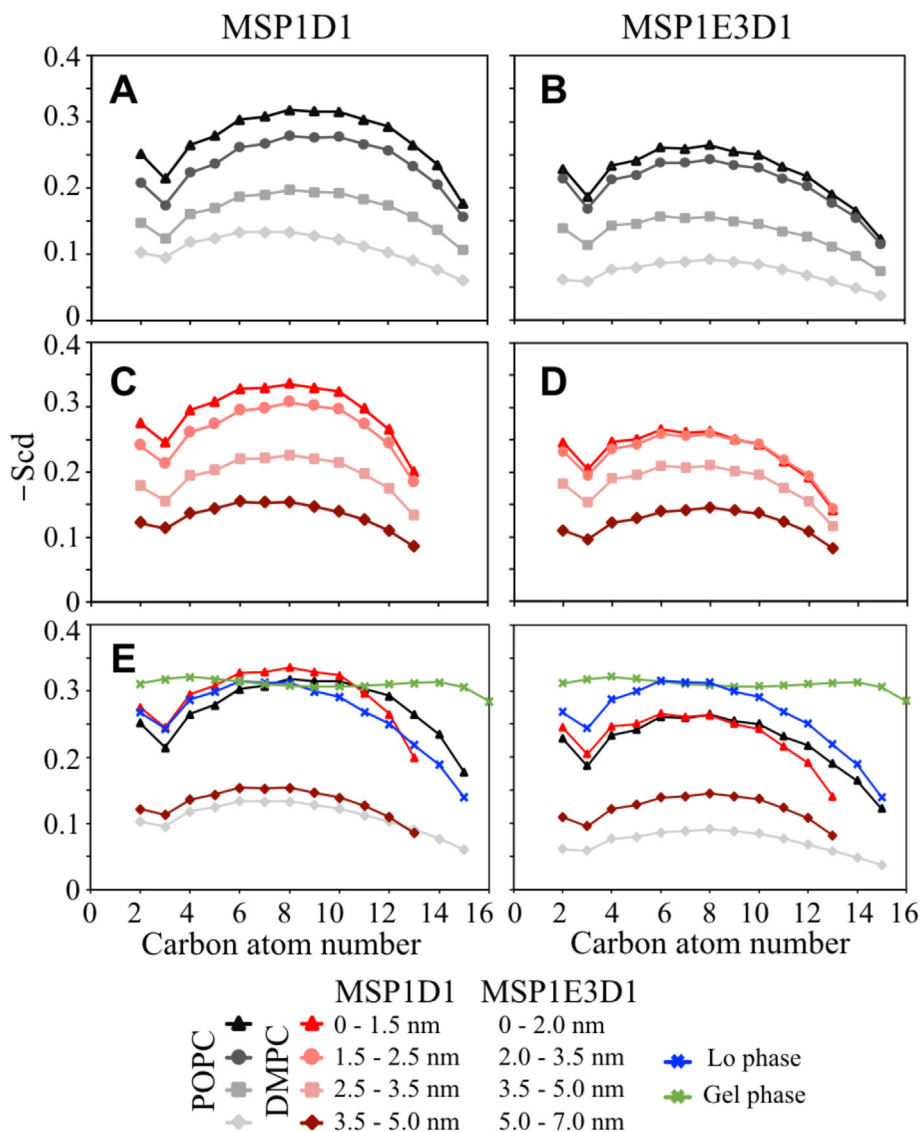 MSP1D1 MSP1E3D1
0.4
A B
0.3
0.2
0.1
0
0.4
C D
0.3
0.2
0.1
0
−Scd
0.4
E
0.3
0.2
0.1
0
0 2 4 6 8 10 12 14 16 0 2 4 6 8 10 12 14 16
Carbon atom number Carbon atom number
MSP1D1 MSP1E3D1
POPC DMPC
0 - 1.5 nm 0 - 2.0 nm
1.5 - 2.5 nm 2.0 - 3.5 nm
2.5 - 3.5 nm 3.5 - 5.0 nm
3.5 - 5.0 nm 5.0 - 7.0 nm
Lo phase
Gel phase